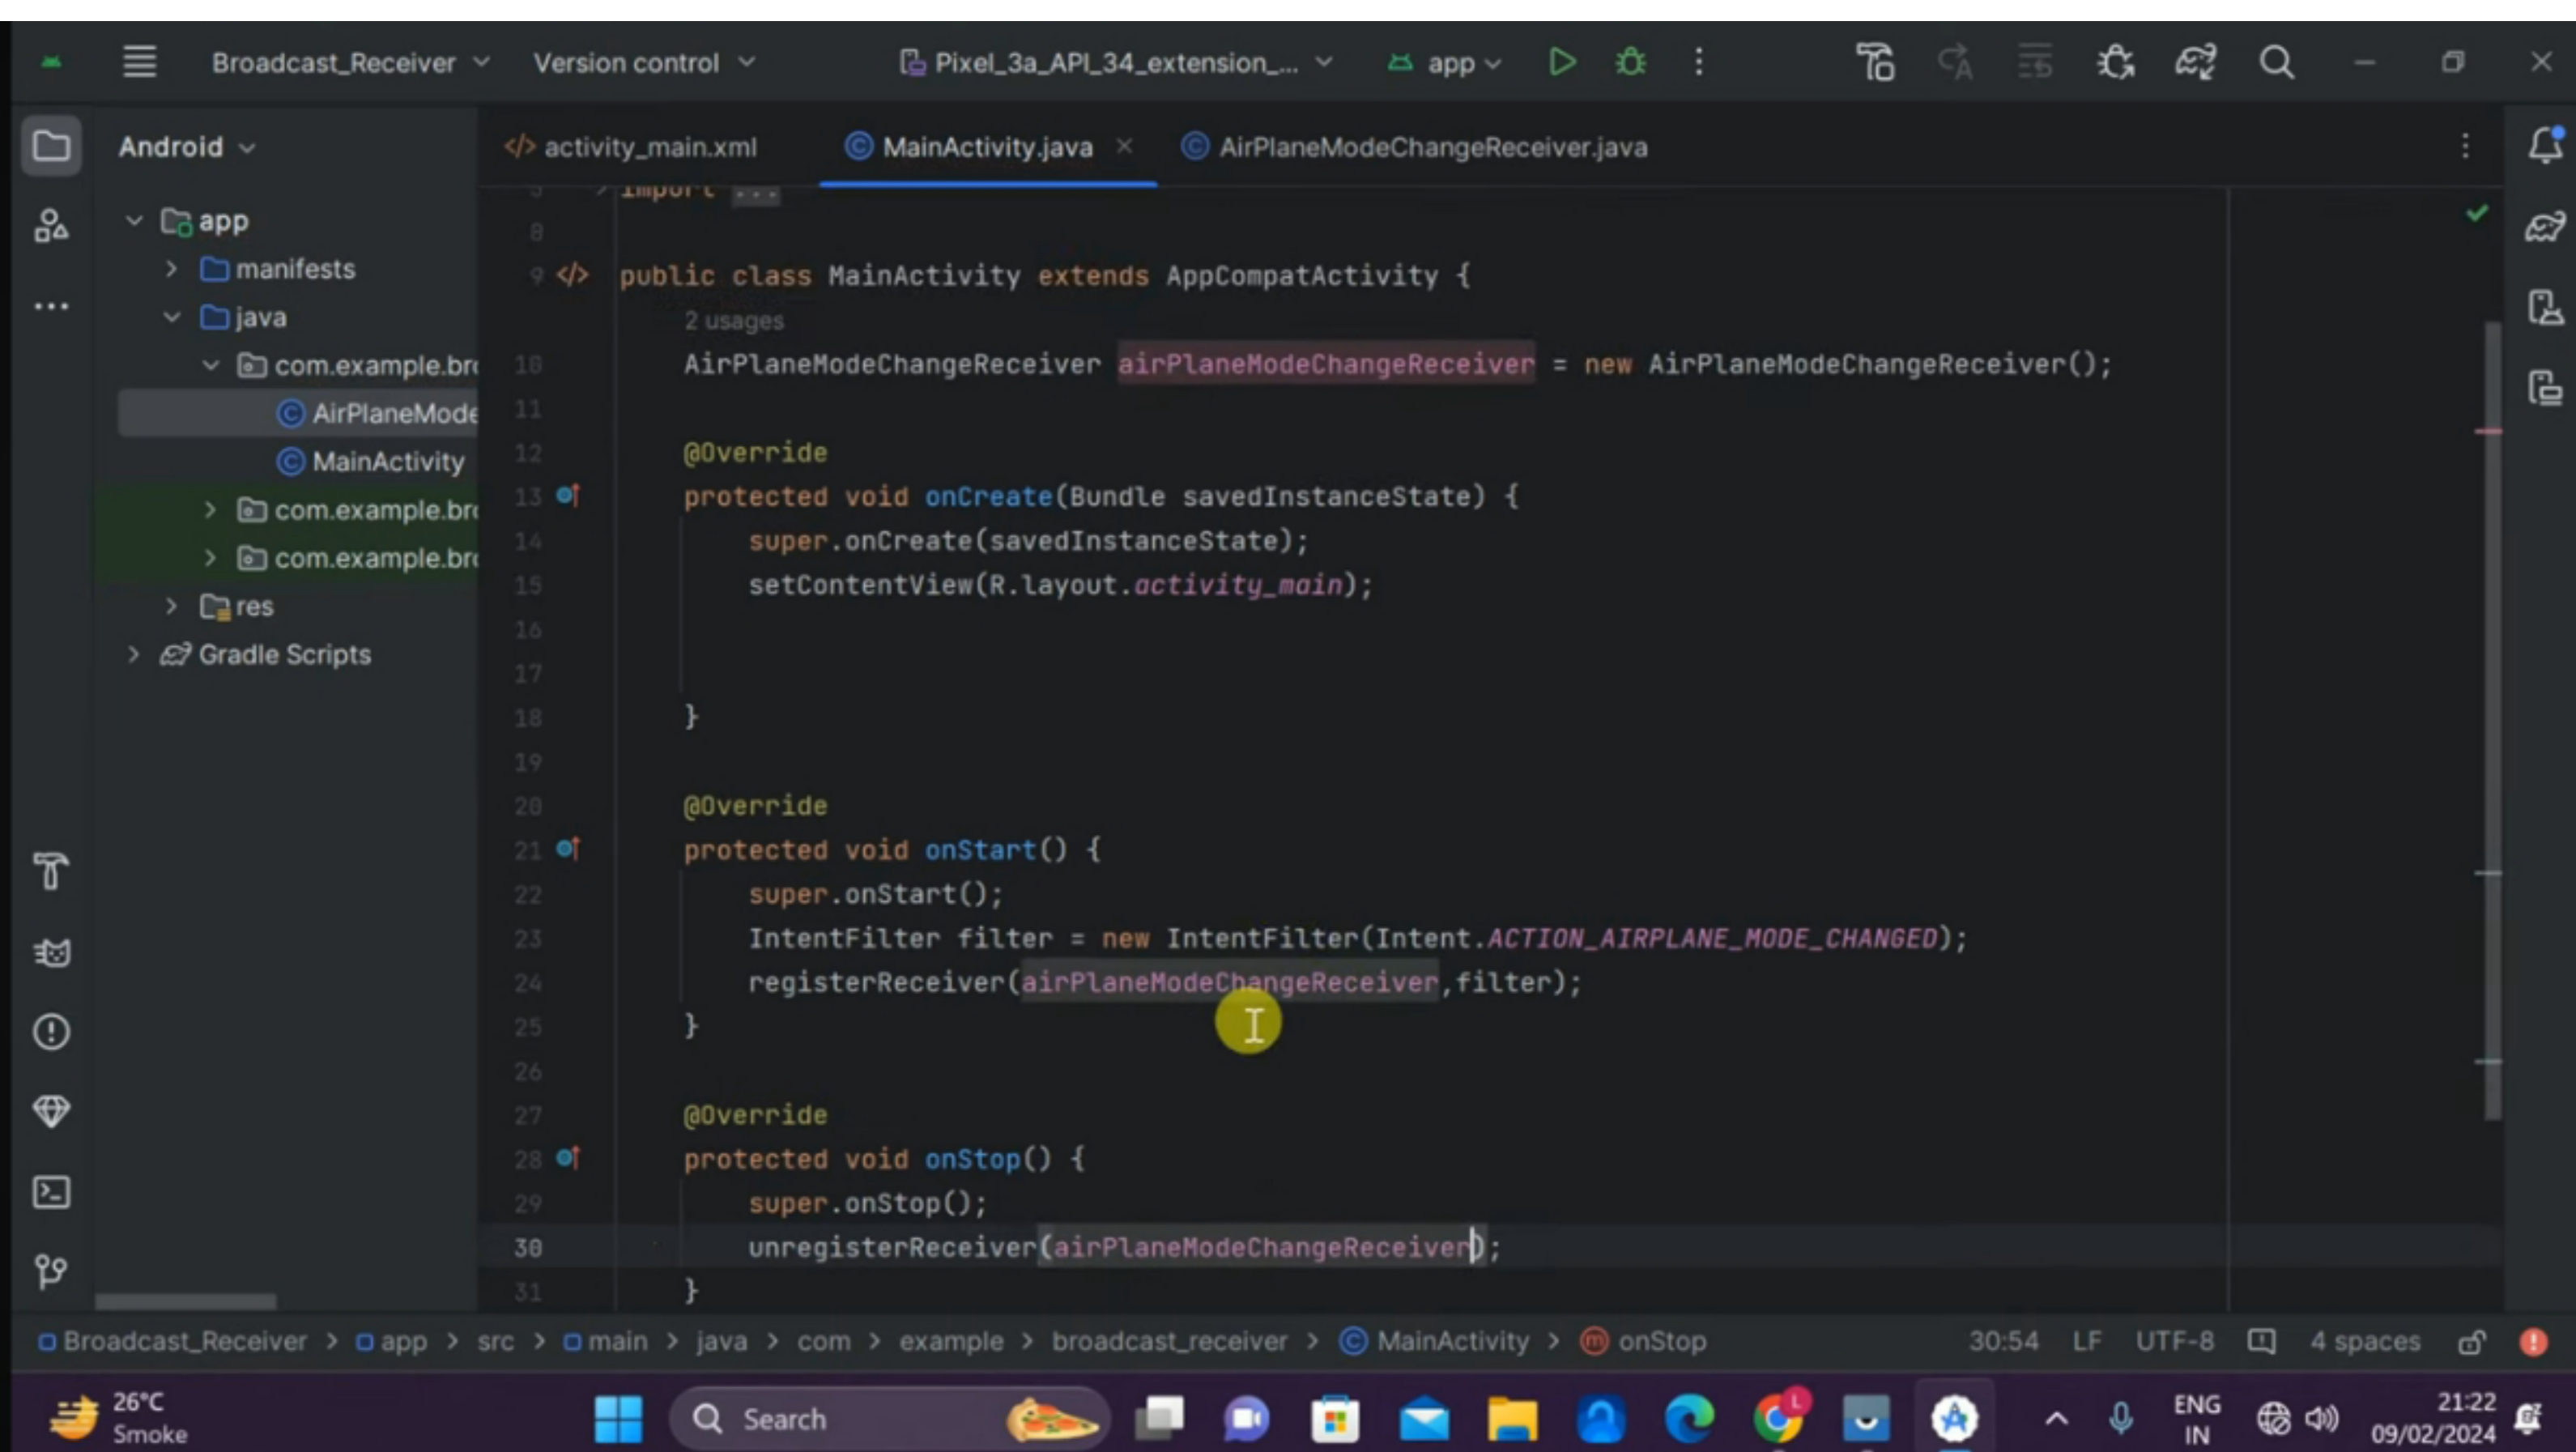 Broadcast_Receiver Version control Pixel_3a_API_34_extension_... app
Android
activity_main.xml MainActivity.java AirPlaneModeChangeReceiver.java
app
manifests
java
com.example.bro
AirPlaneMode
MainActivity
com.example.bro
com.example.bro
res
Gradle Scripts
5 import ...
8
9 public class MainActivity extends AppCompatActivity {
2 usages
10 AirPlaneModeChangeReceiver airPlaneModeChangeReceiver = new AirPlaneModeChangeReceiver();
11
12 @Override
13 protected void onCreate(Bundle savedInstanceState) {
14 super.onCreate(savedInstanceState);
15 setContentView(R.layout.activity_main);
16
17
18 }
19
20 @Override
21 protected void onStart() {
22 super.onStart();
23 IntentFilter filter = new IntentFilter(Intent.ACTION_AIRPLANE_MODE_CHANGED);
24 registerReceiver(airPlaneModeChangeReceiver,filter);
25 }
26
27 @Override
28 protected void onStop() {
29 super.onStop();
30 unregisterReceiver(airPlaneModeChangeReceiver);
31 }
Broadcast_Receiver > app > src > main > java > com > example > broadcast_receiver > MainActivity > onStop 30:54 LF UTF-8 4 spaces
26°C
Smoke
Search
L
ENG
IN
21:22
09/02/2024